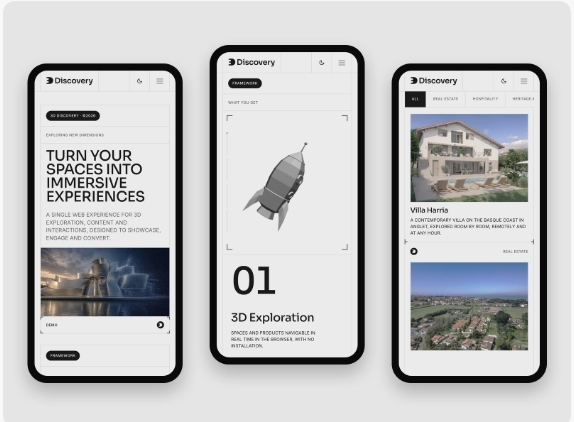 Discovery
3D DISCOVERY - ©2026
EXPLORING NEW DIMENSIONS
TURN YOUR
SPACES INTO
IMMERSIVE
EXPERIENCES
A SINGLE WEB EXPERIENCE FOR 3D
EXPLORATION, CONTENT AND
INTERACTIONS, DESIGNED TO SHOWCASE,
ENGAGE AND CONVERT.
DEMO
FRAMEWORK
Discovery
FRAMEWORK
WHAT YOU GET
01
3D Exploration
SPACES AND PRODUCTS NAVIGABLE IN
REAL TIME IN THE BROWSER, WITH NO
INSTALLATION.
Discovery
ALL REAL ESTATE HOSPITALITY HERITAGE
Villa Harria
A CONTEMPORARY VILLA ON THE BASQUE COAST IN
ANGLET, EXPLORED ROOM BY ROOM, REMOTELY AND
AT ANY HOUR.
REAL ESTATE